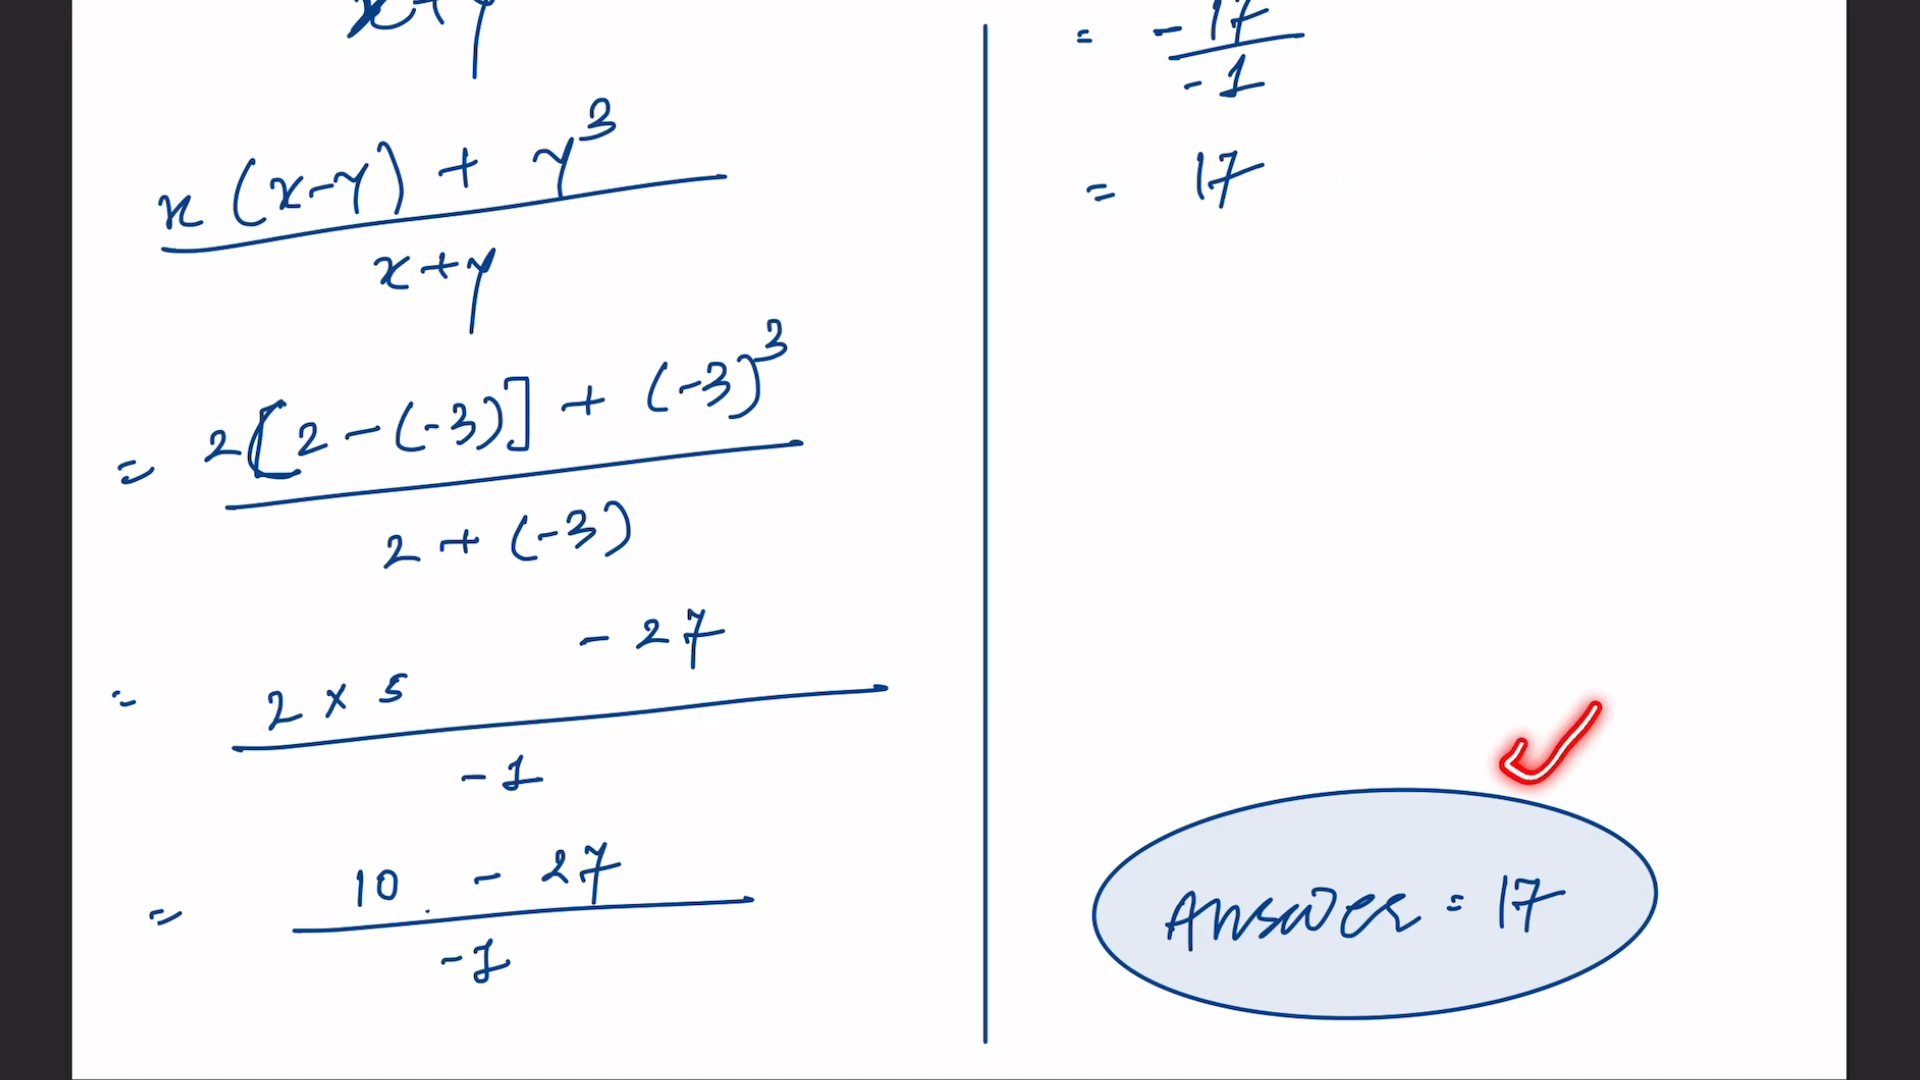 x+y
x (x-y) + y³
x+y
= 2[2-(-3)] + (-3)³
2 + (-3)
= 2 × 5 - 27
-1
= 10 - 27
-1
= -17
-1
= 17
Answer = 17